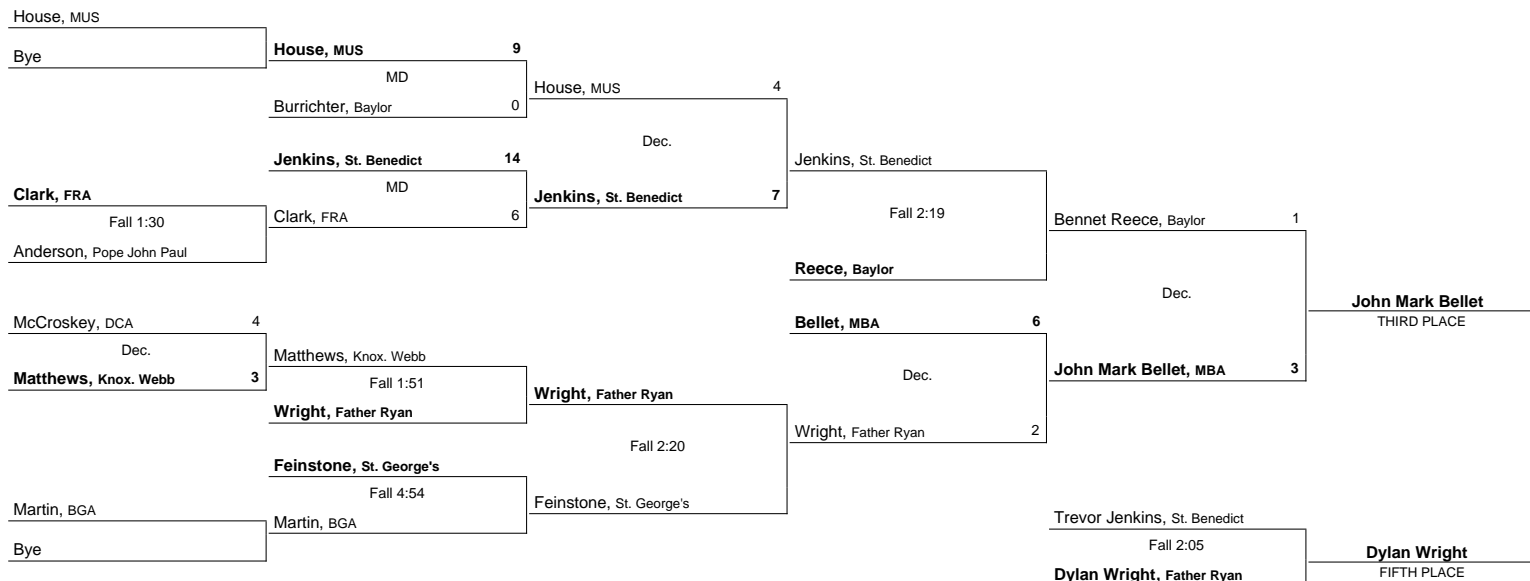 House, MUS
Bye
House, MUS 9
MD
Burrichter, Baylor 0
House, MUS 4
Dec.
Jenkins, St. Benedict 14
MD
Clark, FRA 6
Jenkins, St. Benedict 7
Clark, FRA
Fall 1:30
Anderson, Pope John Paul
Jenkins, St. Benedict
Fall 2:19
Reece, Baylor
Bennet Reece, Baylor 1
Dec.
John Mark Bellet, MBA 3
John Mark Bellet
THIRD PLACE
McCroskey, DCA 4
Dec.
Matthews, Knox. Webb 3
Matthews, Knox. Webb
Fall 1:51
Wright, Father Ryan
Wright, Father Ryan
Fall 2:20
Feinstone, St. George's
Bellet, MBA 6
Dec.
Wright, Father Ryan 2
Feinstone, St. George's
Fall 4:54
Martin, BGA
Martin, BGA
Bye
Trevor Jenkins, St. Benedict
Fall 2:05
Dylan Wright, Father Ryan
Dylan Wright
FIFTH PLACE